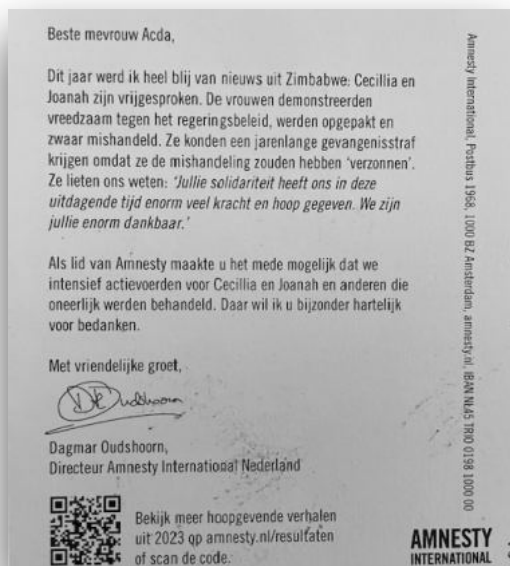 Beste mevrouw Acda,
Dit jaar werd ik heel blij van nieuws uit Zimbabwe: Cecillia en
Joanah zijn vrijgesproken. De vrouwen demonstreerden
vreedzaam tegen het regeringsbeleid, werden opgepakt en
zwaar mishandeld. Ze konden een jarenlange gevangenisstraf
krijgen omdat ze de mishandeling zouden hebben ‘verzonnen’.
Ze lieten ons weten: ‘Jullie solidariteit heeft ons in deze
uitdagende tijd enorm veel kracht en hoop gegeven. We zijn
jullie enorm dankbaar.’
Als lid van Amnesty maakte u het mede mogelijk dat we
intensief actievoerden voor Cecillia en Joanah en anderen die
oneerlijk werden behandeld. Daar wil ik u bijzonder hartelijk
voor bedanken.
Met vriendelijke groet,
DOudshoorn
Dagmar Oudshoorn,
Directeur Amnesty International Nederland
Bekijk meer hoopgevende verhalen
uit 2023 op amnesty.nl/resultaten
of scan de code.
Amnesty International, Postbus 1968, 1000 BZ Amsterdam, amnesty.nl, IBAN NL45 TRIO 0198 1000 00
AMNESTY
INTERNATIONAL